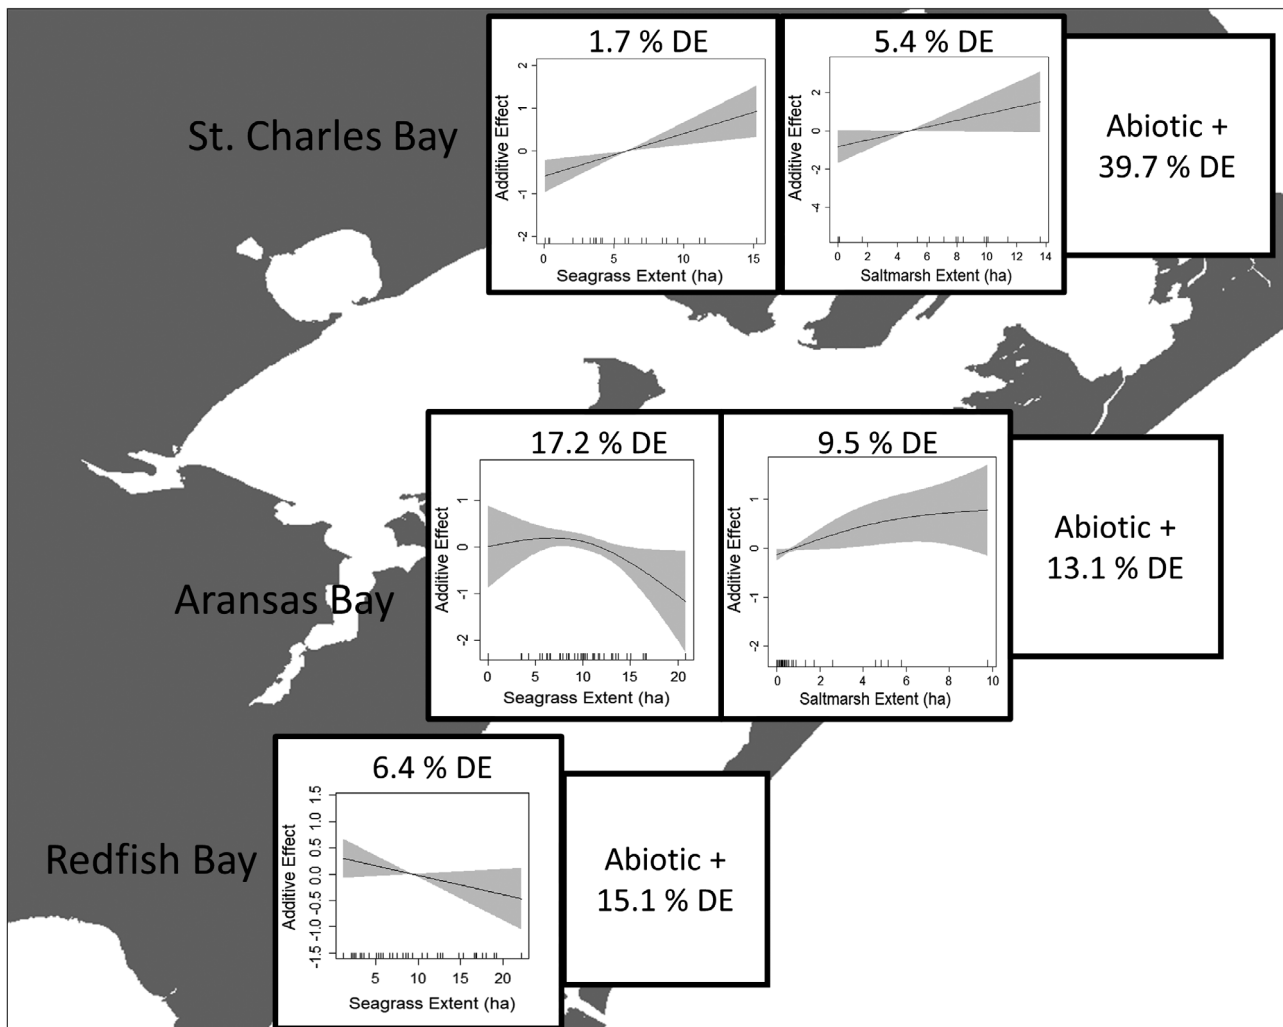 St. Charles Bay
1.7 % DE
Additive Effect
2
1
0
-1
-2
0 5 10 15
Seagrass Extent (ha)
5.4 % DE
Additive Effect
2
0
-2
-4
0 2 4 6 8 10 12 14
Saltmarsh Extent (ha)
Abiotic +
39.7 % DE
Aransas Bay
17.2 % DE
Additive Effect
1
0
-1
-2
0 5 10 15 20
Seagrass Extent (ha)
9.5 % DE
Additive Effect
1
0
-1
-2
0 2 4 6 8 10
Saltmarsh Extent (ha)
Abiotic +
13.1 % DE
Redfish Bay
6.4 % DE
Additive Effect
1.5
1.0
0.5
0.0
-0.5
-1.0
-1.5
5 10 15 20
Seagrass Extent (ha)
Abiotic +
15.1 % DE